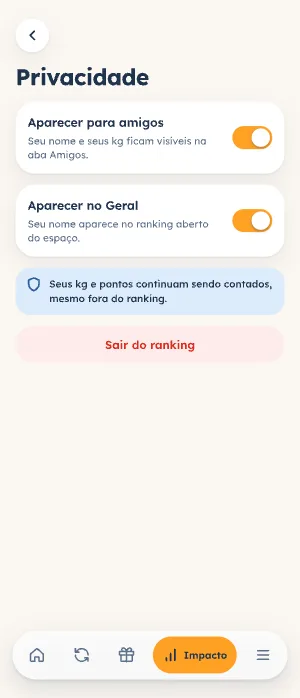 Privacidade
Aparecer para amigos
Seu nome e seus kg ficam visíveis na
aba Amigos.
Aparecer no Geral
Seu nome aparece no ranking aberto
do espaço.
Seus kg e pontos continuam sendo contados,
mesmo fora do ranking.
Sair do ranking
Impacto